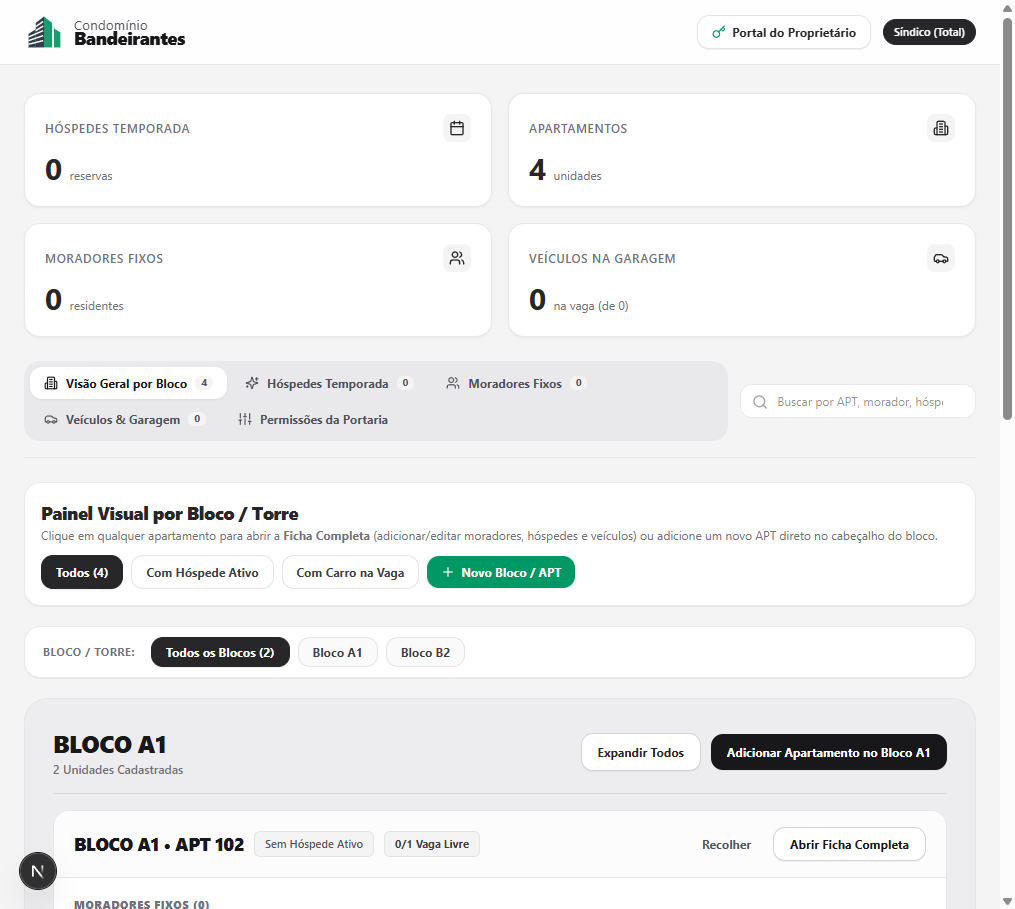 Condomínio
Bandeirantes
Portal do Proprietário
Síndico (Total)
HÓSPEDES TEMPORADA
0 reservas
APARTAMENTOS
4 unidades
MORADORES FIXOS
0 residentes
VEÍCULOS NA GARAGEM
0 na vaga (de 0)
Visão Geral por Bloco 4
Hóspedes Temporada 0
Moradores Fixos 0
Veículos & Garagem 0
Permissões da Portaria
Buscar por APT, morador, hóspe
Painel Visual por Bloco / Torre
Clique em qualquer apartamento para abrir a Ficha Completa (adicionar/editar moradores, hóspedes e veículos) ou adicione um novo APT direto no cabeçalho do bloco.
Todos (4)
Com Hóspede Ativo
Com Carro na Vaga
+ Novo Bloco / APT
BLOCO / TORRE:
Todos os Blocos (2)
Bloco A1
Bloco B2
BLOCO A1
2 Unidades Cadastradas
Expandir Todos
Adicionar Apartamento no Bloco A1
BLOCO A1 • APT 102
Sem Hóspede Ativo
0/1 Vaga Livre
Recolher
Abrir Ficha Completa
N
MORADORES FIXOS (0)